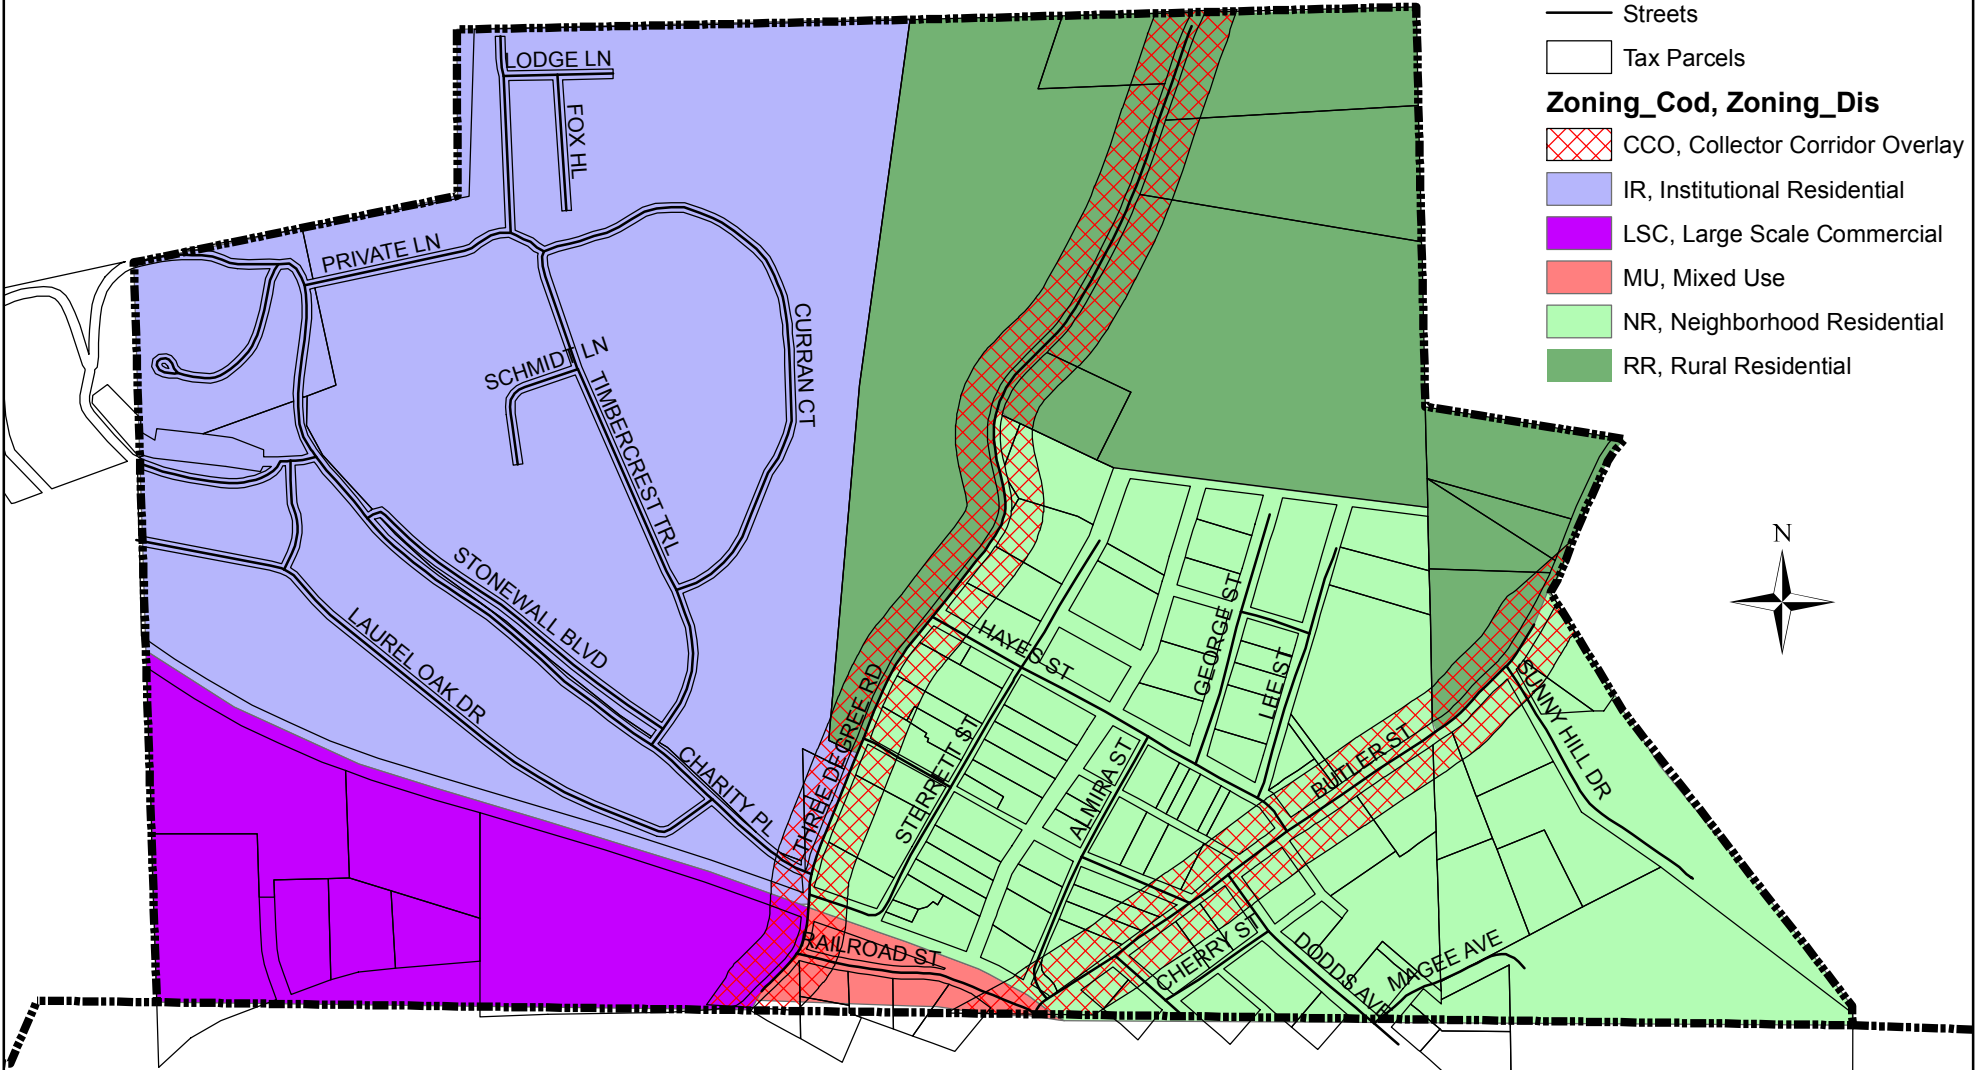 Streets
Tax Parcels
Zoning_Cod, Zoning_Dis
CCO, Collector Corridor Overlay
IR, Institutional Residential
LSC, Large Scale Commercial
MU, Mixed Use
NR, Neighborhood Residential
RR, Rural Residential
N
LODGE LN
FOX HL
PRIVATE LN
CURRAN CT
SCHMIDT LN
TIMBERCREST TRL
STONEWALL BLVD
LAUREL OAK DR
CHARITY PL
THREE DEGREE RD
HAYES ST
GEORGE ST
LEE ST
STERRETT ST
ALMIRA ST
BUTLER ST
SUNNY HILL DR
RAILROAD ST
CHERRY ST
DODDS AVE
MAGEE AVE